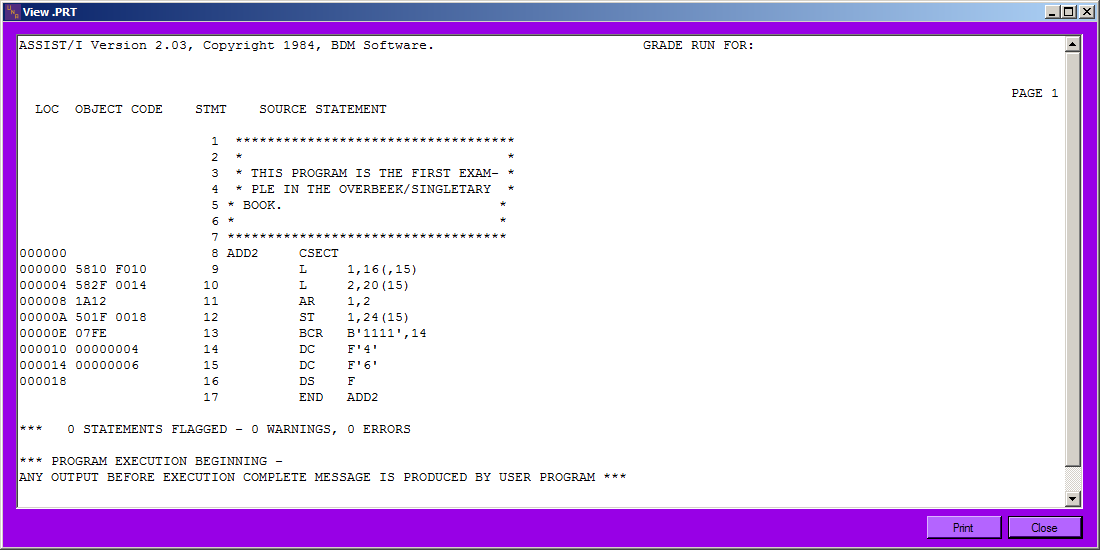 View .PRT
ASSIST/I Version 2.03, Copyright 1984, BDM Software.                          GRADE RUN FOR:
PAGE 1
  LOC  OBJECT CODE    STMT    SOURCE STATEMENT
                        1  ***********************************
                        2  *                                 *
                        3  * THIS PROGRAM IS THE FIRST EXAM- *
                        4  * PLE IN THE OVERBEEK/SINGLETARY  *
                        5 * BOOK.                           *
                        6 *                                 *
                        7 ***********************************
000000                  8 ADD2     CSECT
000000 5810 F010        9          L     1,16(,15)
000004 582F 0014       10          L     2,20(15)
000008 1A12            11          AR    1,2
00000A 501F 0018       12          ST    1,24(15)
00000E 07FE            13          BCR   B'1111',14
000010 00000004        14          DC    F'4'
000014 00000006        15          DC    F'6'
000018                 16          DS    F
                       17          END   ADD2
***   0 STATEMENTS FLAGGED - 0 WARNINGS, 0 ERRORS
*** PROGRAM EXECUTION BEGINNING -
ANY OUTPUT BEFORE EXECUTION COMPLETE MESSAGE IS PRODUCED BY USER PROGRAM ***
Print Close